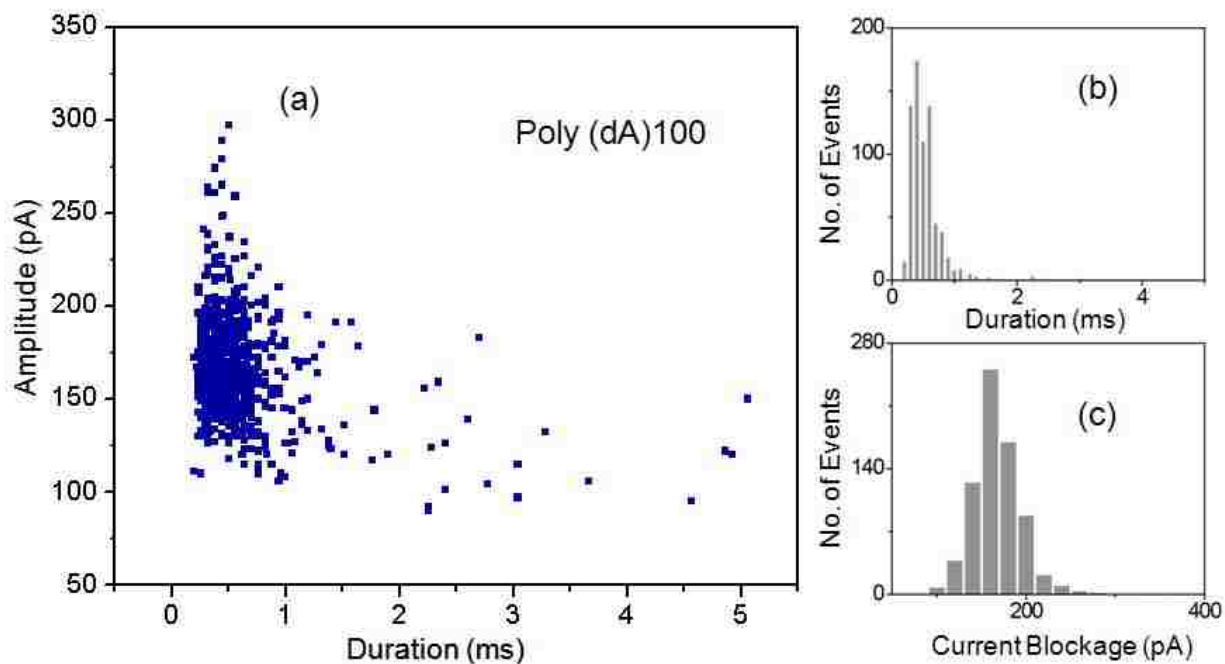 350
300
250
200
150
100
50
Amplitude (pA)
(a)
Poly (dA)100
0 1 2 3 4 5
Duration (ms)
200
100
0
No. of Events
(b)
0 2 4
Duration (ms)
280
140
0
No. of Events
(c)
200 400
Current Blockage (pA)